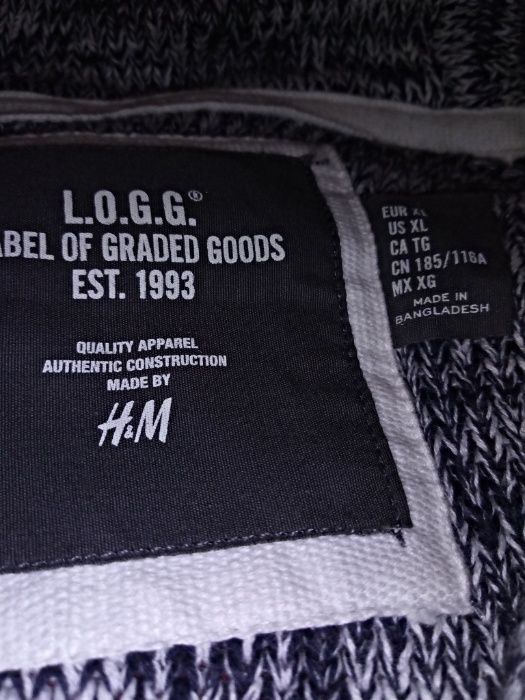 L.O.G.G.®
ABEL OF GRADED GOODS
EST. 1993
QUALITY APPAREL
AUTHENTIC CONSTRUCTION
MADE BY
H&M
EUR XL
US XL
CA TG
CN 185/116A
MX XG
MADE IN
BANGLADESH